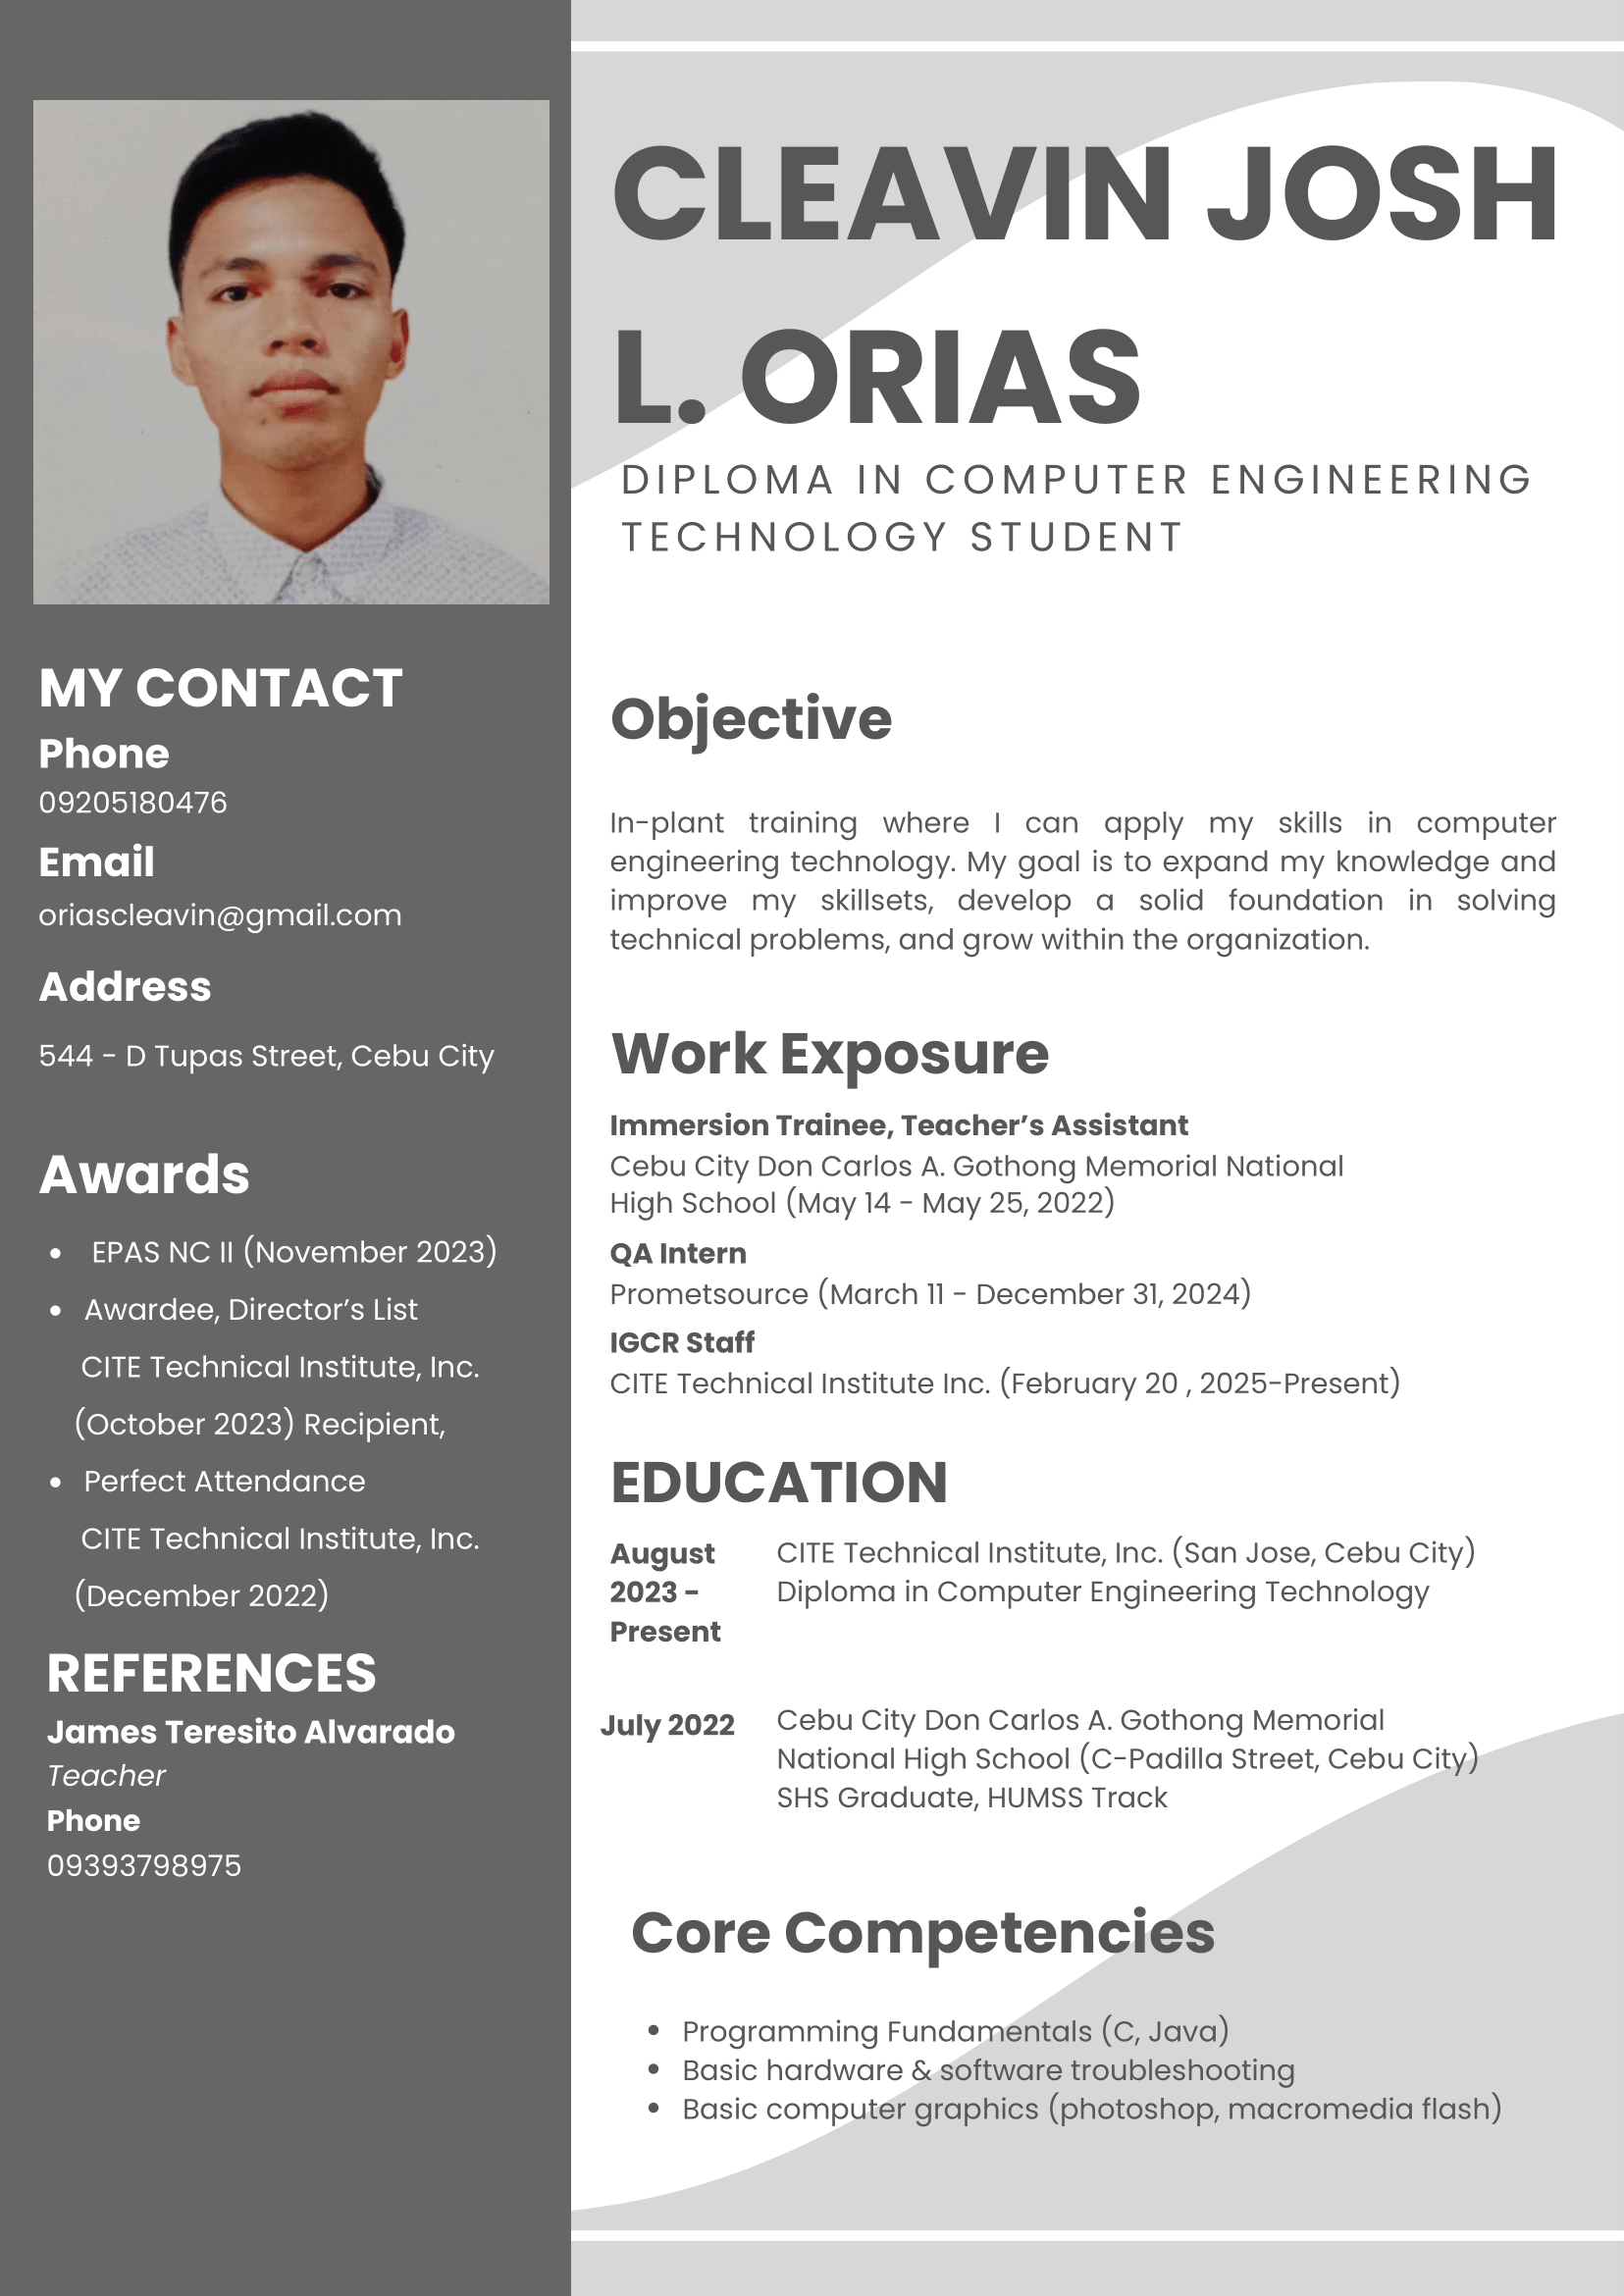 CLEAVIN JOSH
L. ORIAS
DIPLOMA IN COMPUTER ENGINEERING
TECHNOLOGY STUDENT
MY CONTACT
Phone
09205180476
Email
oriascleavin@gmail.com
Address
544 - D Tupas Street, Cebu City
Awards
• EPAS NC II (November 2023)
• Awardee, Director’s List
CITE Technical Institute, Inc.
(October 2023) Recipient,
• Perfect Attendance
CITE Technical Institute, Inc.
(December 2022)
REFERENCES
James Teresito Alvarado
Teacher
Phone
09393798975
Objective
In-plant training where I can apply my skills in computer
engineering technology. My goal is to expand my knowledge and
improve my skillsets, develop a solid foundation in solving
technical problems, and grow within the organization.
Work Exposure
Immersion Trainee, Teacher’s Assistant
Cebu City Don Carlos A. Gothong Memorial National
High School (May 14 - May 25, 2022)
QA Intern
Prometsource (March 11 - December 31, 2024)
IGCR Staff
CITE Technical Institute Inc. (February 20 , 2025-Present)
EDUCATION
August
2023 -
Present
CITE Technical Institute, Inc. (San Jose, Cebu City)
Diploma in Computer Engineering Technology
July 2022
Cebu City Don Carlos A. Gothong Memorial
National High School (C-Padilla Street, Cebu City)
SHS Graduate, HUMSS Track
Core Competencies
• Programming Fundamentals (C, Java)
• Basic hardware & software troubleshooting
• Basic computer graphics (photoshop, macromedia flash)